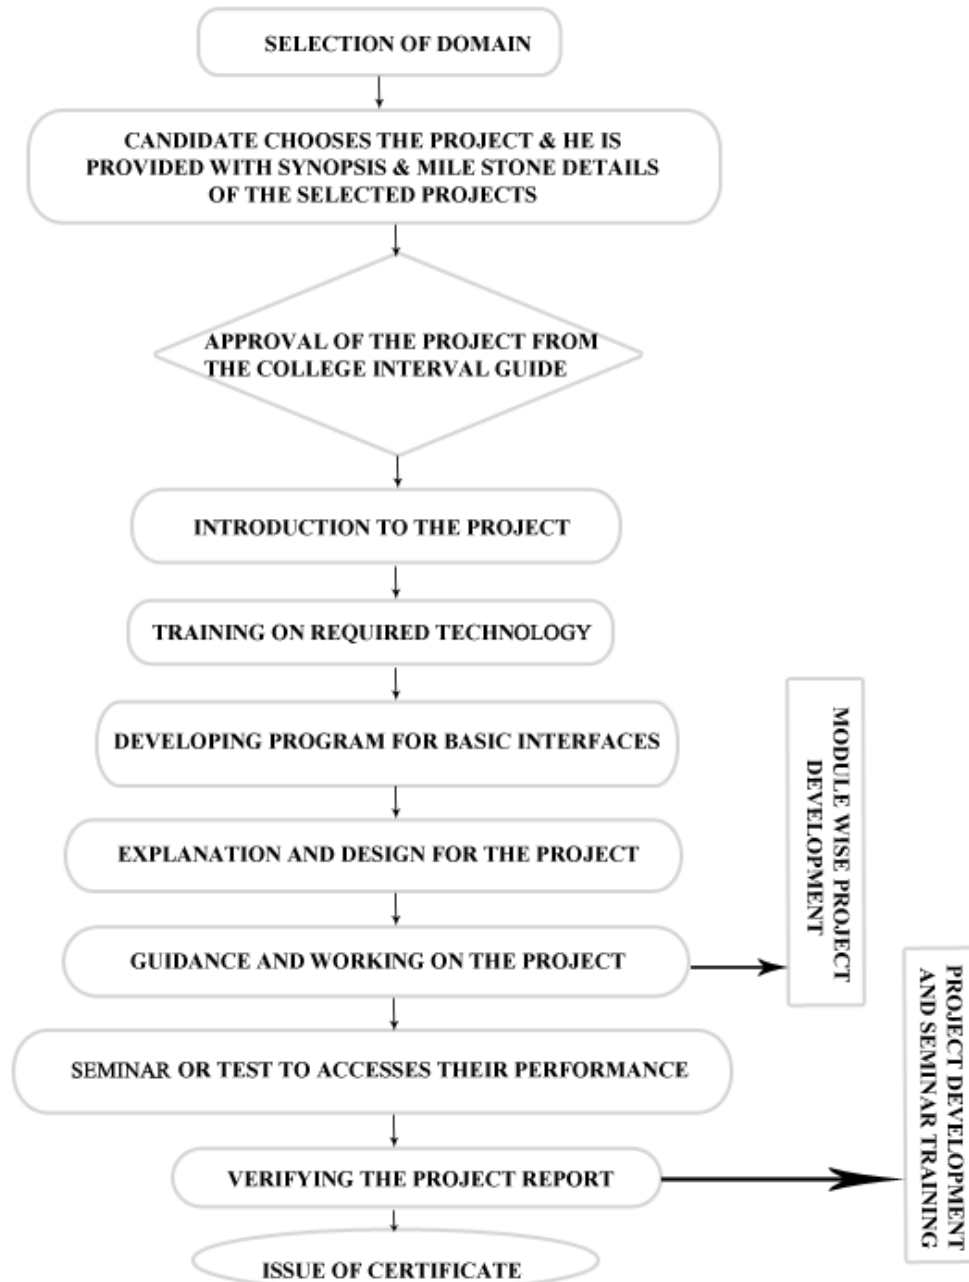 SELECTION OF DOMAIN
CANDIDATE CHOOSES THE PROJECT & HE IS
PROVIDED WITH SYNOPSIS & MILE STONE DETAILS
OF THE SELECTED PROJECTS
APPROVAL OF THE PROJECT FROM
THE COLLEGE INTERVAL GUIDE
INTRODUCTION TO THE PROJECT
TRAINING ON REQUIRED TECHNOLOGY
DEVELOPING PROGRAM FOR BASIC INTERFACES
EXPLANATION AND DESIGN FOR THE PROJECT
GUIDANCE AND WORKING ON THE PROJECT
MODULE WISE PROJECT
DEVELOPMENT
SEMINAR OR TEST TO ACCESSES THEIR PERFORMANCE
VERIFYING THE PROJECT REPORT
PROJECT DEVELOPMENT
AND SEMINAR TRAINING
ISSUE OF CERTIFICATE